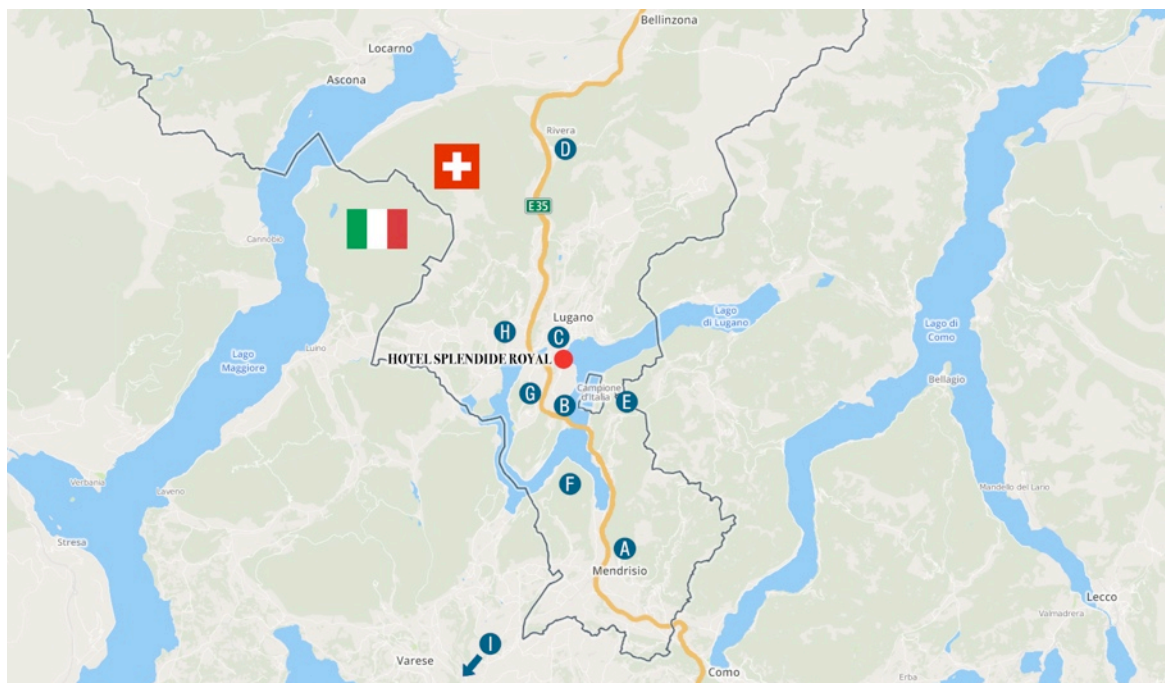 Bellinzona
Locarno
Ascona
Rivera
D
E35
Cannobio
Lugano
Lago
di Lugano
H
C
Lago di
Como
HOTEL SPLENDIDE ROYAL
Luino
Lago
Maggiore
Bellagio
Campione
d'Italia
G
B
E
Verbania
Laveno
F
Mandello del Lario
Stresa
A
Mendrisio
Lecco
Valmadrera
I
Varese
Como
Erba